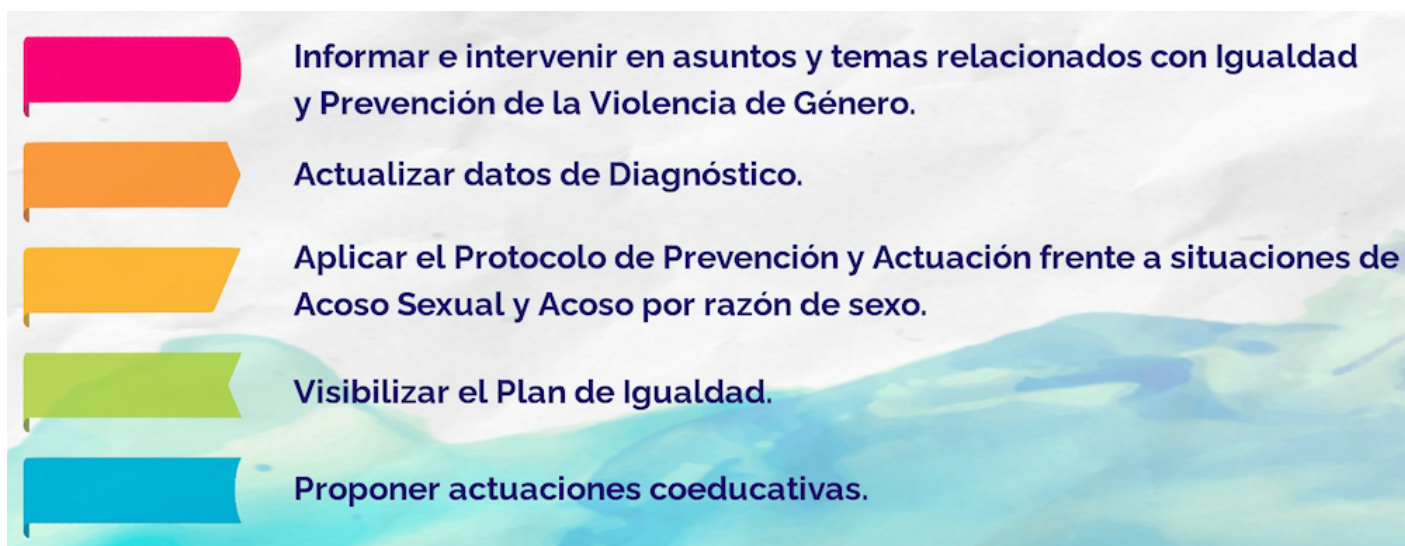 Informar e intervenir en asuntos y temas relacionados con Igualdad
y Prevención de la Violencia de Género.
Actualizar datos de Diagnóstico.
Aplicar el Protocolo de Prevención y Actuación frente a situaciones de
Acoso Sexual y Acoso por razón de sexo.
Visibilizar el Plan de Igualdad.
Proponer actuaciones coeducativas.